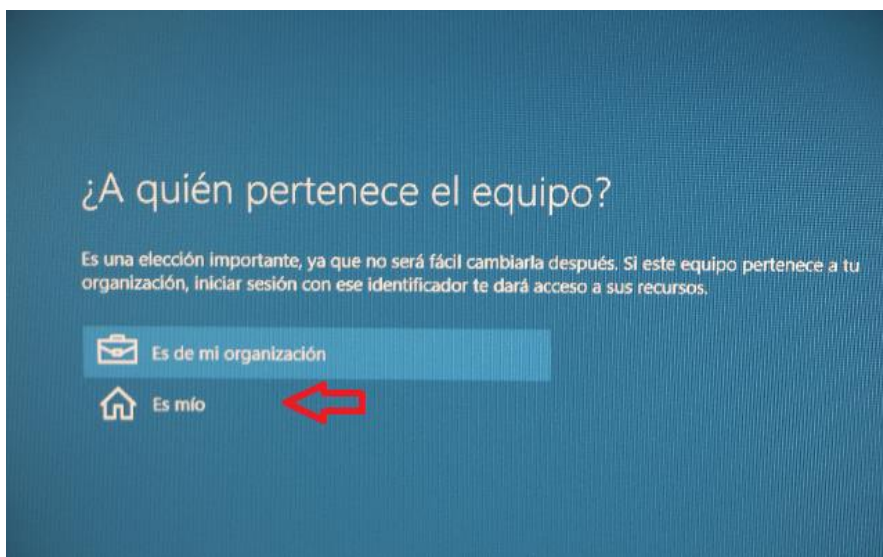 ¿A quién pertenece el equipo?
Es una elección importante, ya que no será fácil cambiarla después. Si este equipo pertenece a tu
organización, iniciar sesión con ese identificador te dará acceso a sus recursos.
Es de mi organización
Es mío